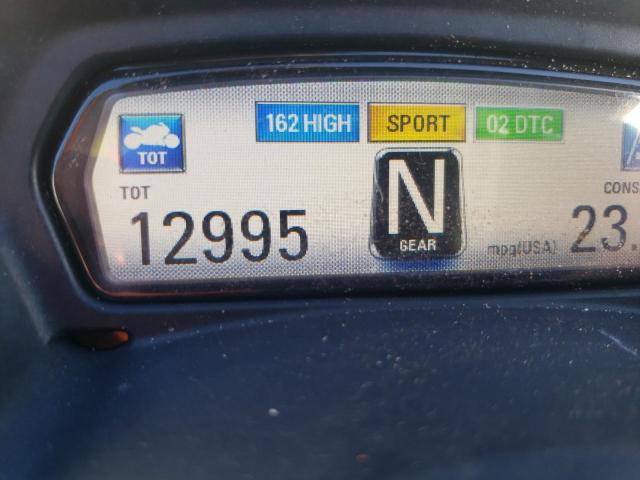 162 HIGH SPORT 02 DTC
TOT
TOT
12995
N
GEAR
CONS
mpg(USA) 23.